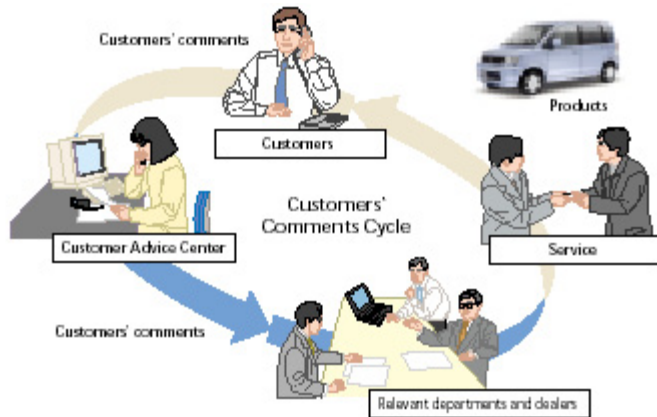 Customers' comments
Products
Customers
Customers'
Comments Cycle
Customer Advice Center
Service
Customers' comments
Relevant departments and dealers